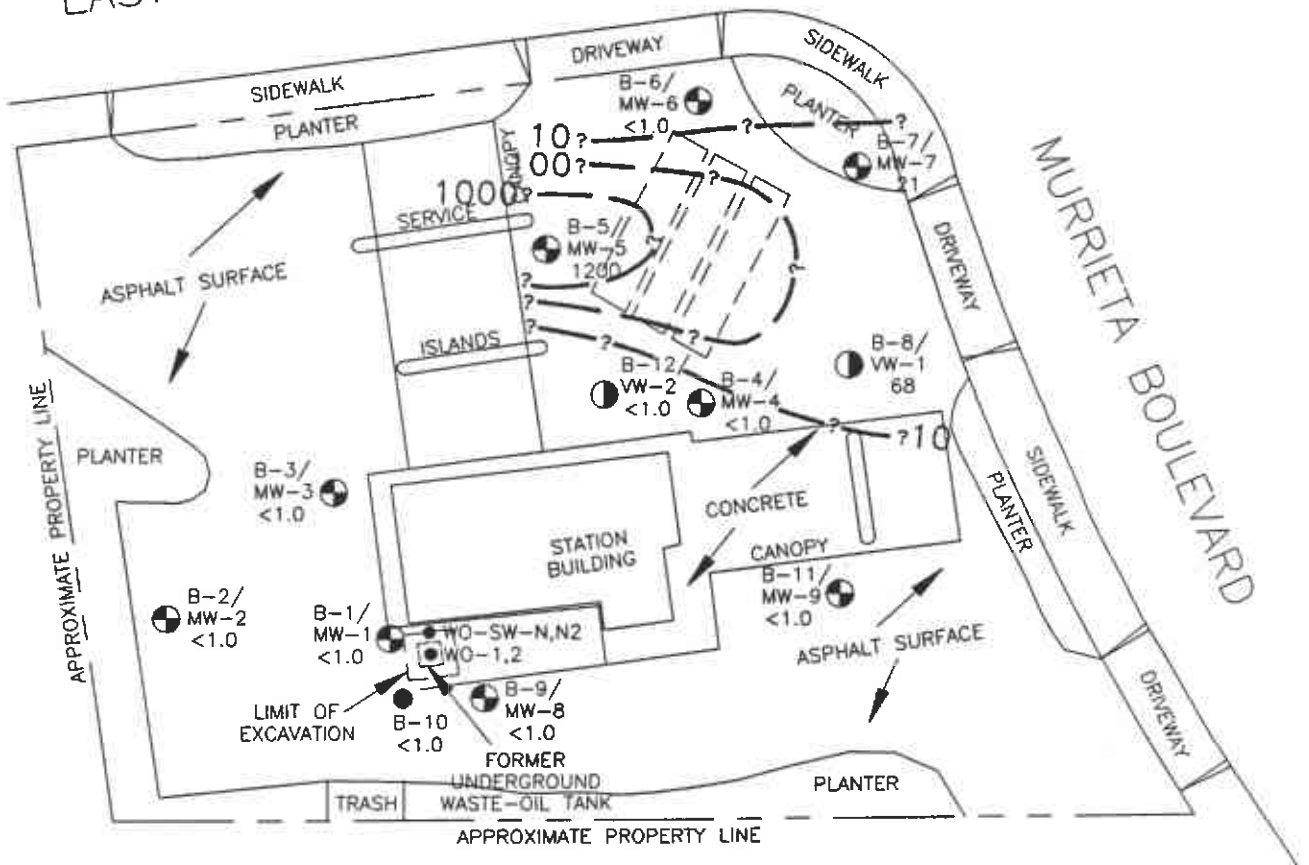 EAST
DRIVEWAY
SIDEWALK
SIDEWALK
PLANTER
B-6/
MW-6
<1.0
PLANTER
CANOPY
10?
?
?
B-7/
MW-7
21
00?
?
1000?
SERVICE
B-5/
MW-5
1200
?
?
?
?
?
?
?
ASPHALT SURFACE
ISLANDS
DRIVEWAY
MURRIETA BOULEVARD
B-12/
VW-2
<1.0
B-4/
MW-4
<1.0
B-8/
VW-1
68
?
?10
PLANTER
B-3/
MW-3
<1.0
CONCRETE
SIDEWALK
PLANTER
APPROXIMATE PROPERTY LINE
STATION
BUILDING
CANOPY
B-11/
MW-9
<1.0
B-2/
MW-2
<1.0
B-1/
MW-1
<1.0
WO-SW-N,N2
WO-1,2
ASPHALT SURFACE
LIMIT OF
EXCAVATION
B-10
<1.0
B-9/
MW-8
<1.0
DRIVEWAY
FORMER
UNDERGROUND
WASTE-OIL TANK
TRASH
PLANTER
APPROXIMATE PROPERTY LINE